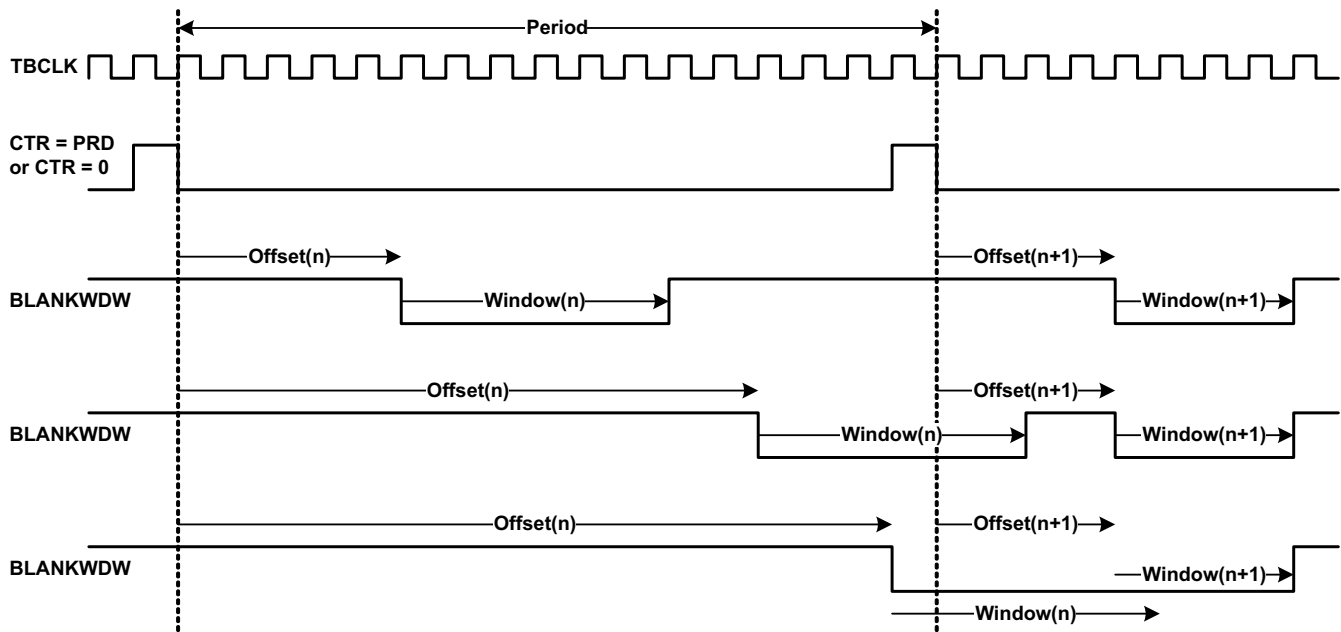 Period
TBCLK
CTR = PRD
or CTR = 0
Offset(n)
Offset(n+1)
BLANKWDW
Window(n)
Window(n+1)
Offset(n)
Offset(n+1)
BLANKWDW
Window(n)
Window(n+1)
Offset(n)
Offset(n+1)
BLANKWDW
Window(n+1)
Window(n)